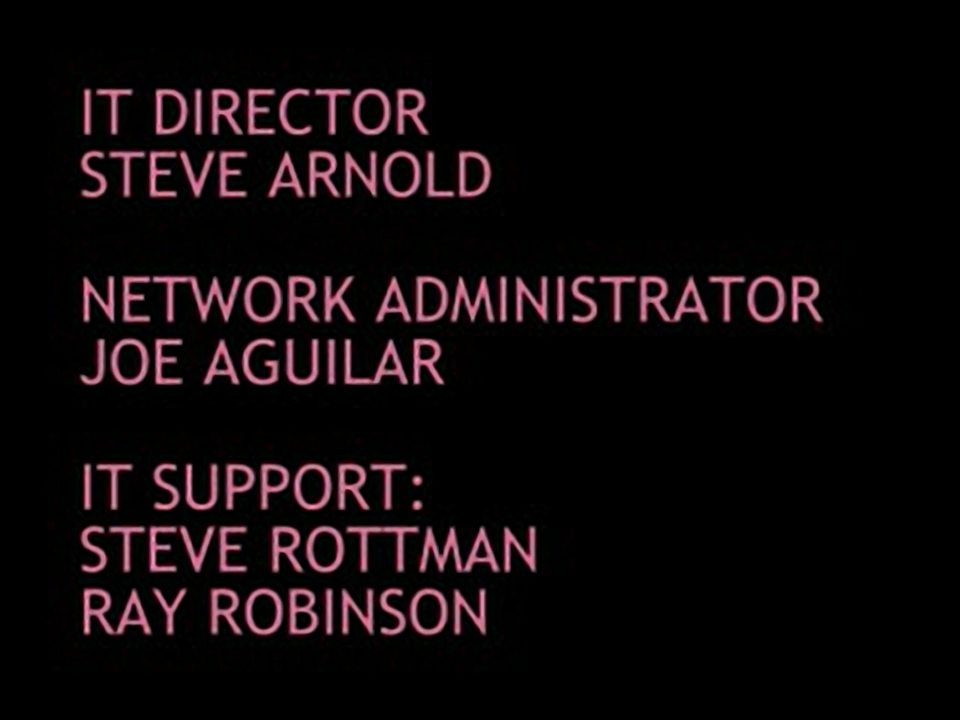 IT DIRECTOR
STEVE ARNOLD
NETWORK ADMINISTRATOR
JOE AGUILAR
IT SUPPORT:
STEVE ROTTMAN
RAY ROBINSON